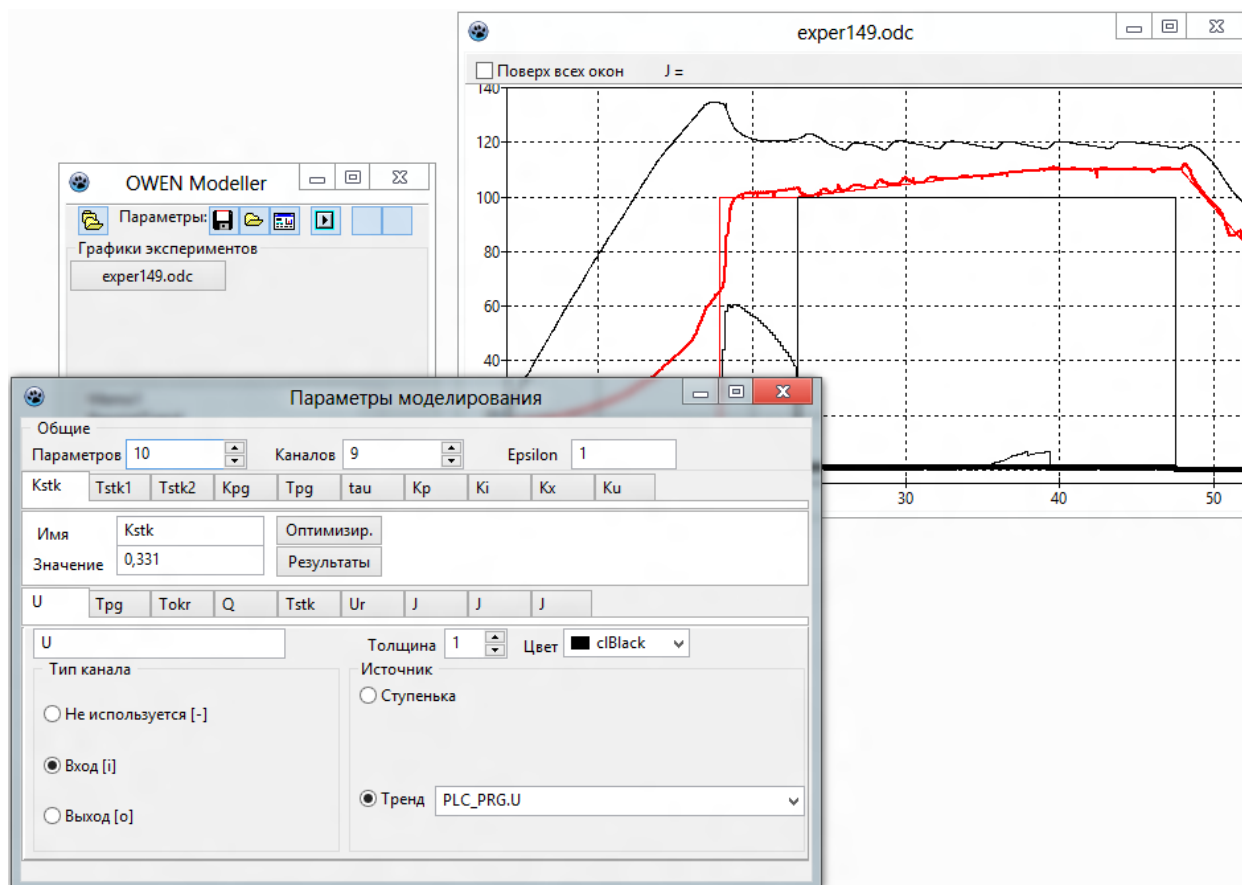 exper149.odc
Поверх всех окон J =
140
120
100
80
60
40
30 40 50
OWEN Modeller
Параметры:
Графики экспериментов
exper149.odc
Параметры моделирования
Общие
Параметров 10 Каналов 9 Epsilon 1
Kstk Tstk1 Tstk2 Kpg Tpg tau Kp Ki Kx Ku
Имя Kstk Оптимизир.
Значение 0,331 Результаты
U Tpg Tokr Q Tstk Ur J J J
U Толщина 1 Цвет clBlack
Тип канала Источник
Ступенька
Не используется [-]
Вход [i]
Тренд PLC_PRG.U
Выход [o]